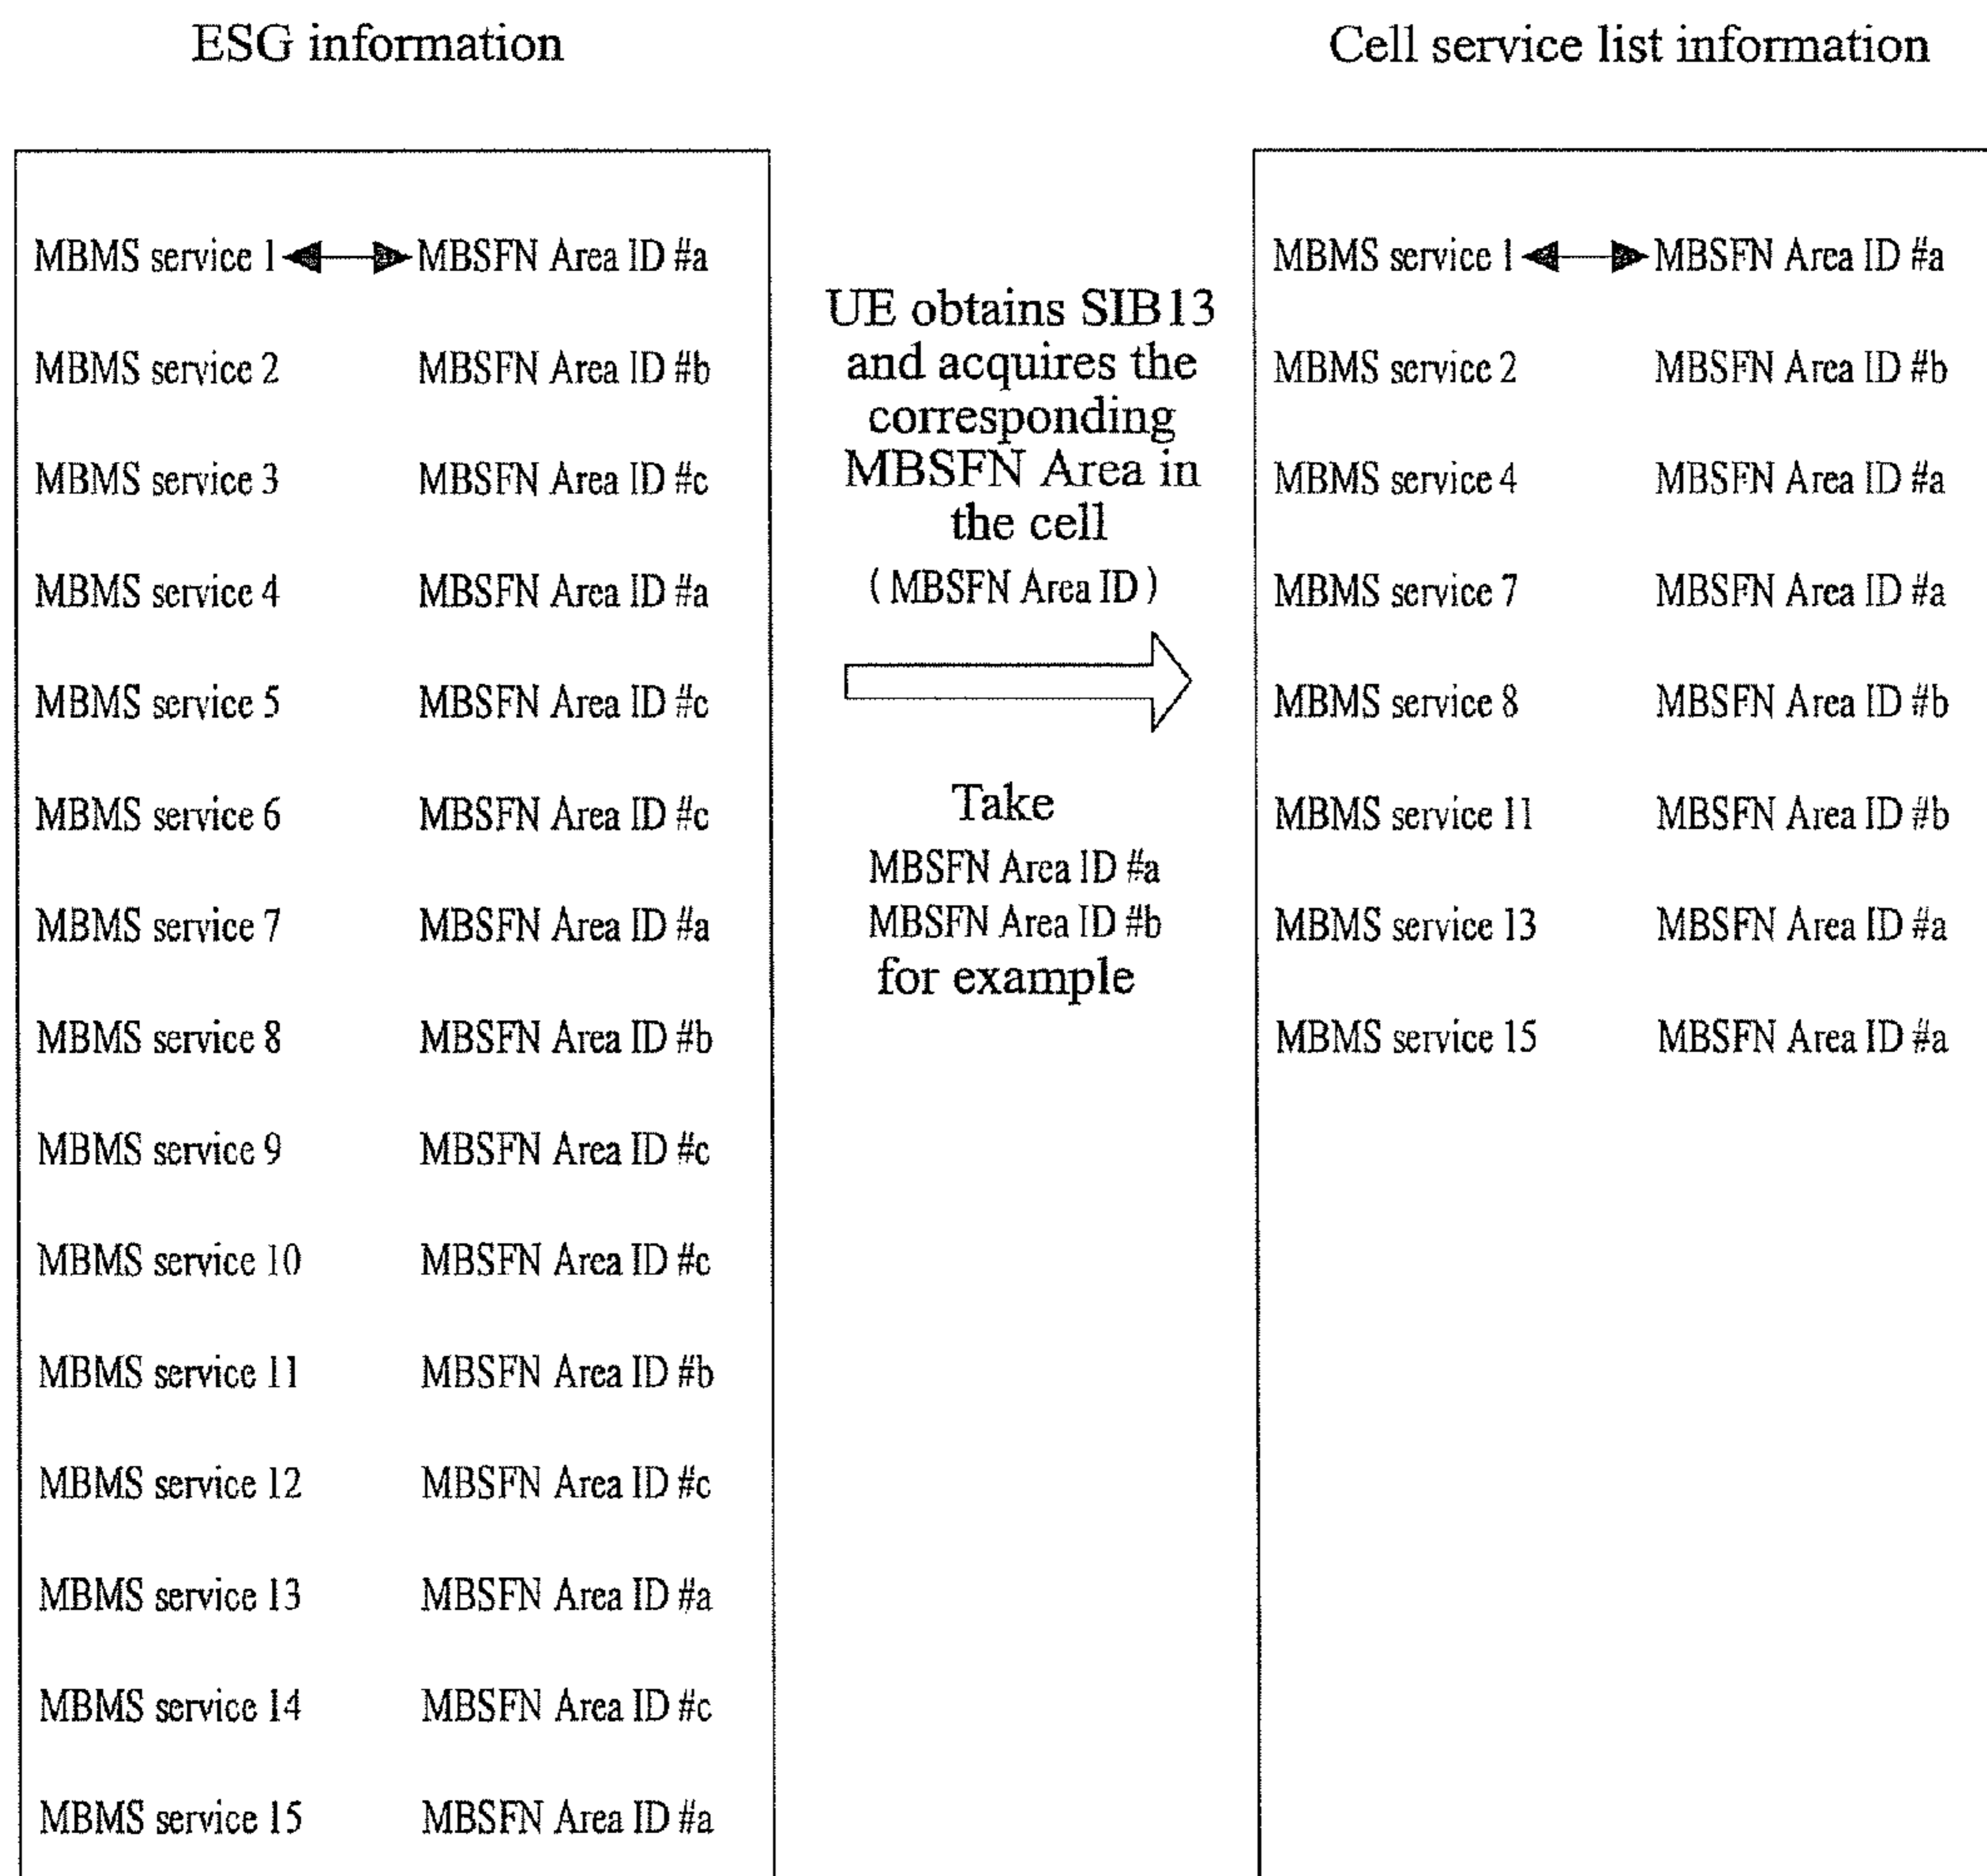 ESG information
MBMS service 1 MBSFN Area ID #a
MBMS service 2 MBSFN Area ID #b
MBMS service 3 MBSFN Area ID #c
MBMS service 4 MBSFN Area ID #a
MBMS service 5 MBSFN Area ID #c
MBMS service 6 MBSFN Area ID #c
MBMS service 7 MBSFN Area ID #a
MBMS service 8 MBSFN Area ID #b
MBMS service 9 MBSFN Area ID #c
MBMS service 10 MBSFN Area ID #c
MBMS service 11 MBSFN Area ID #b
MBMS service 12 MBSFN Area ID #c
MBMS service 13 MBSFN Area ID #a
MBMS service 14 MBSFN Area ID #c
MBMS service 15 MBSFN Area ID #a
UE obtains SIB13
and acquires the
corresponding
MBSFN Area in
the cell
(MBSFN Area ID)
Take
MBSFN Area ID #a
MBSFN Area ID #b
for example
Cell service list information
MBMS service 1 MBSFN Area ID #a
MBMS service 2 MBSFN Area ID #b
MBMS service 4 MBSFN Area ID #a
MBMS service 7 MBSFN Area ID #a
MBMS service 8 MBSFN Area ID #b
MBMS service 11 MBSFN Area ID #b
MBMS service 13 MBSFN Area ID #a
MBMS service 15 MBSFN Area ID #a